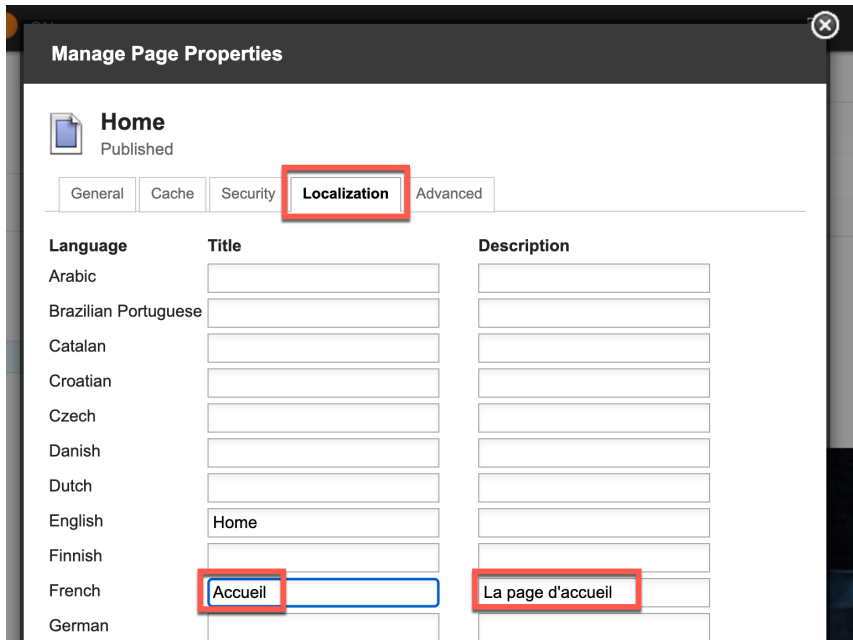 Manage Page Properties
Home
Published
General Cache Security Localization Advanced
Language Title Description
Arabic
Brazilian Portuguese
Catalan
Croatian
Czech
Danish
Dutch
English Home
Finnish
French Accueil La page d'accueil
German